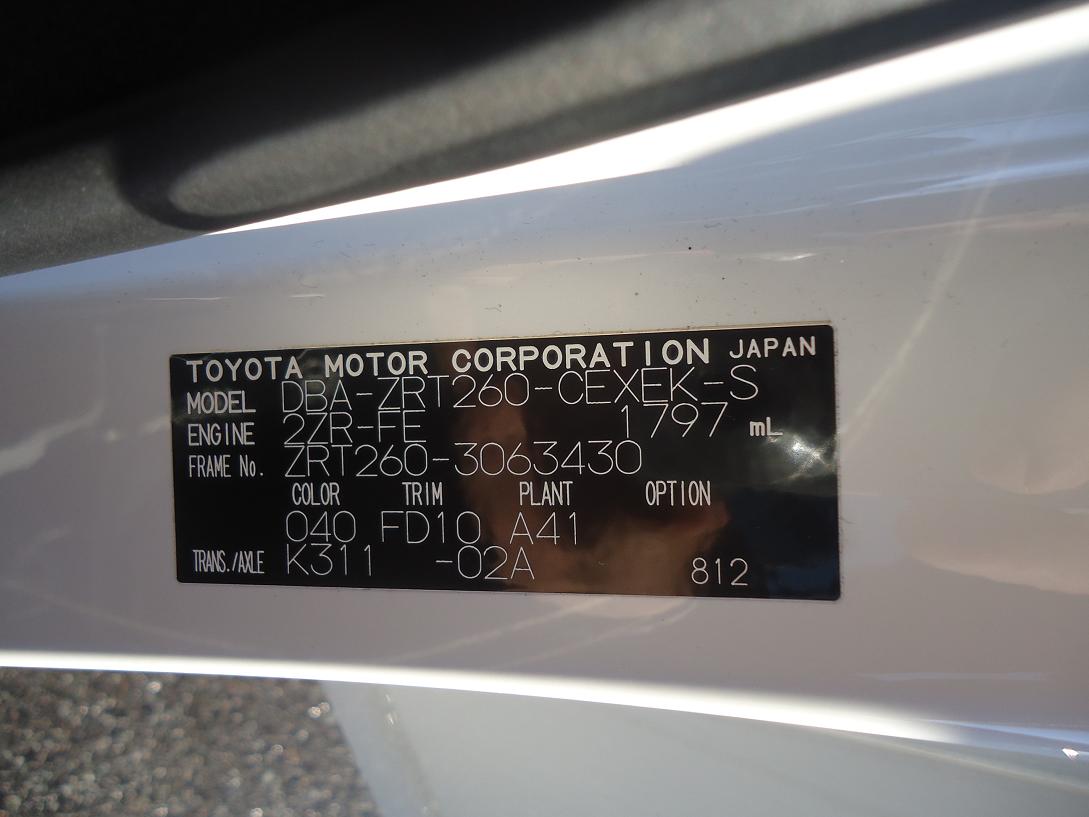 TOYOTA MOTOR CORPORATION JAPAN
MODEL DBA-ZRT260-CEXEK-S
ENGINE 2ZR-FE 1797 mL
FRAME No. ZRT260-3063430
COLOR TRIM PLANT OPTION
040 FD10 A41
TRANS./AXLE K311 -02A 812